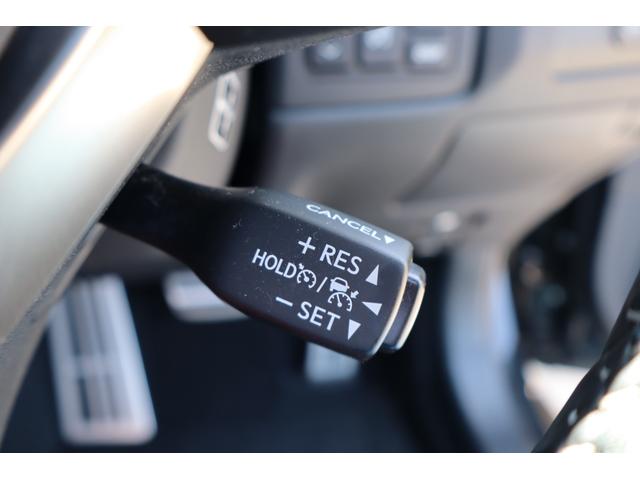 CANCEL▼
+ RES ▲
HOLD / ◀
− SET ▼